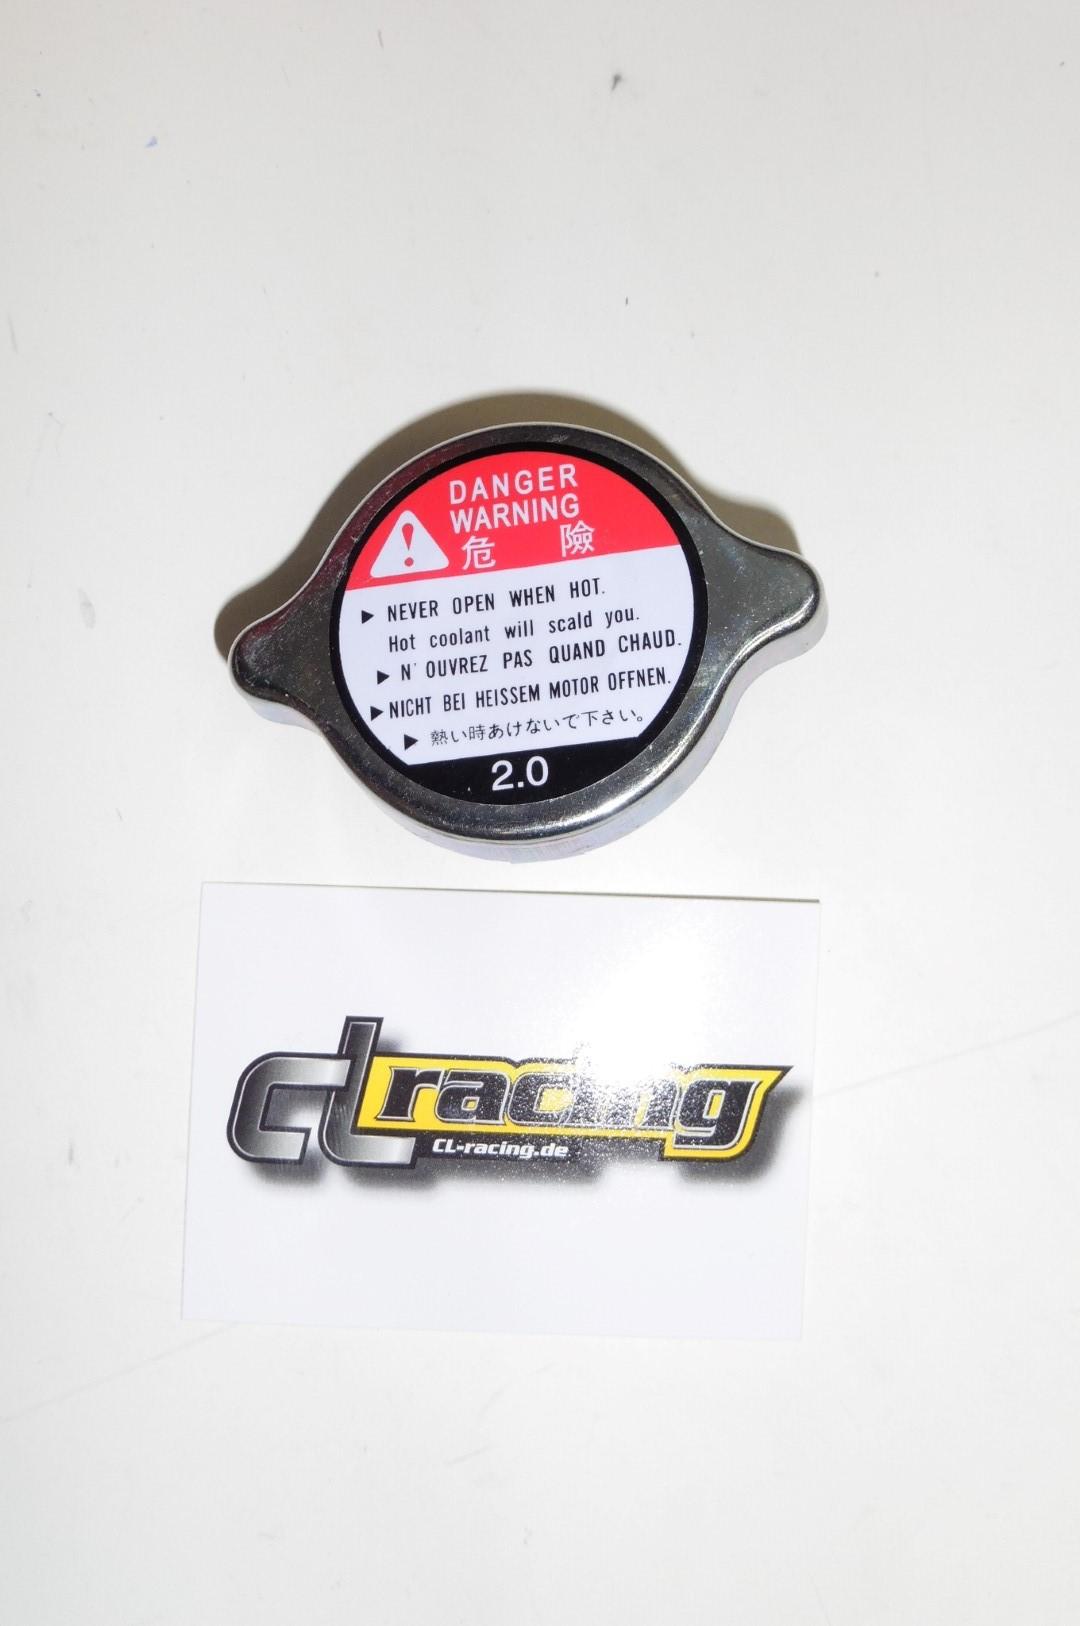 DANGER
WARNING
危 險
▶ NEVER OPEN WHEN HOT.
Hot coolant will scald you.
▶ N' OUVREZ PAS QUAND CHAUD.
▶ NICHT BEI HEISSEM MOTOR OFFNEN.
▶ 熱い時あけないで下さい。
2.0
CL racing
CL-racing.de